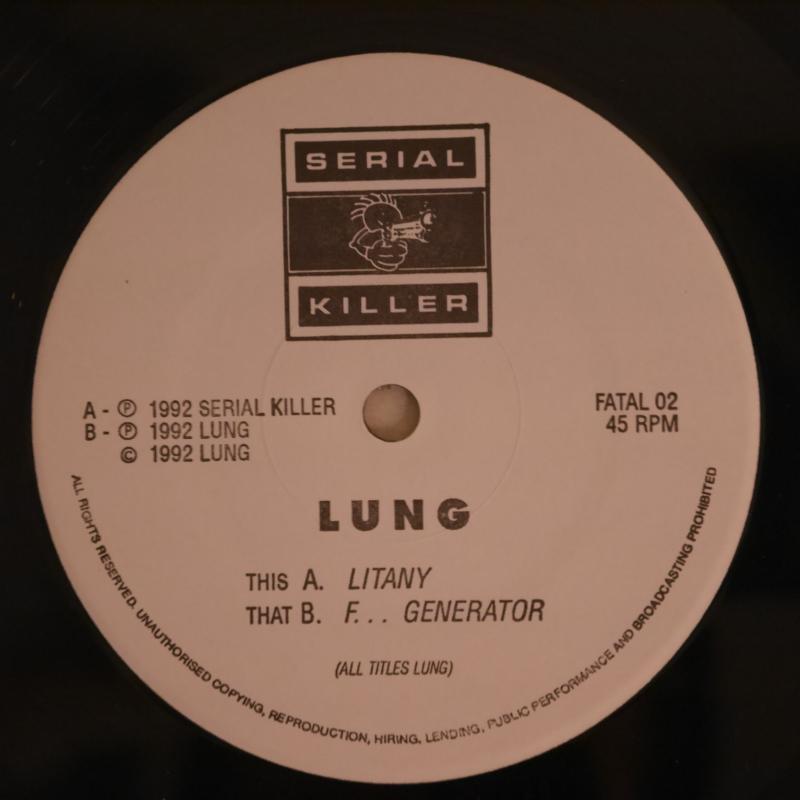 SERIAL
KILLER
A - ℗ 1992 SERIAL KILLER
B - ℗ 1992 LUNG
© 1992 LUNG
FATAL 02
45 RPM
LUNG
THIS A. LITANY
THAT B. F... GENERATOR
(ALL TITLES LUNG)
ALL RIGHTS RESERVED. UNAUTHORISED COPYING, REPRODUCTION, HIRING, LENDING, PUBLIC PERFORMANCE AND BROADCASTING PROHIBITED